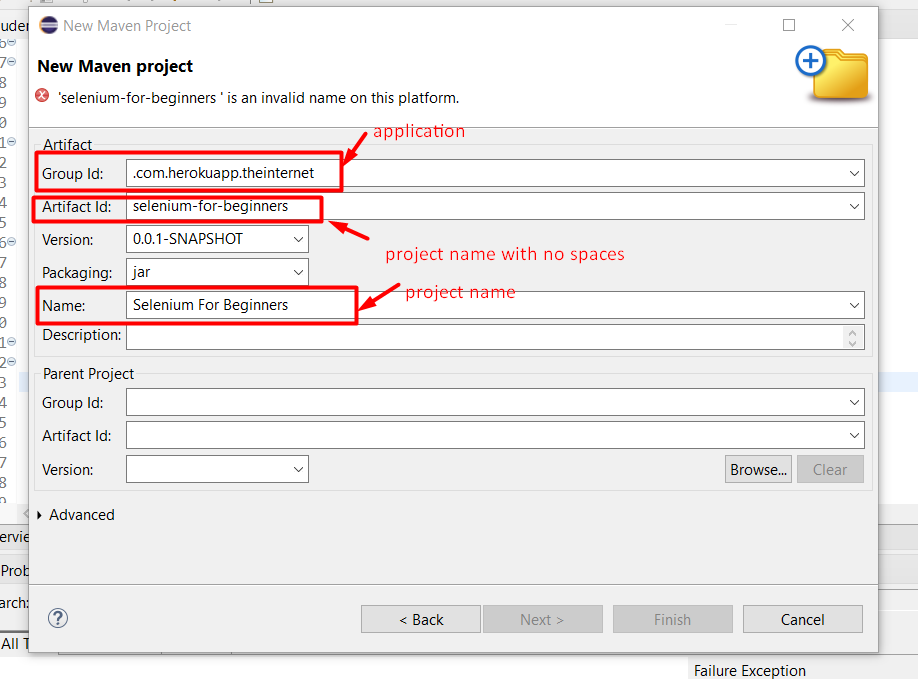 New Maven Project
New Maven project
'selenium-for-beginners ' is an invalid name on this platform.
application
Artifact
Group Id: .com.herokuapp.theinternet
Artifact Id: selenium-for-beginners
Version: 0.0.1-SNAPSHOT
project name with no spaces
Packaging: jar
project name
Name: Selenium For Beginners
Description:
Parent Project
Group Id:
Artifact Id:
Version:
Browse...
Clear
Advanced
< Back
Next >
Finish
Cancel
All
Failure Exception